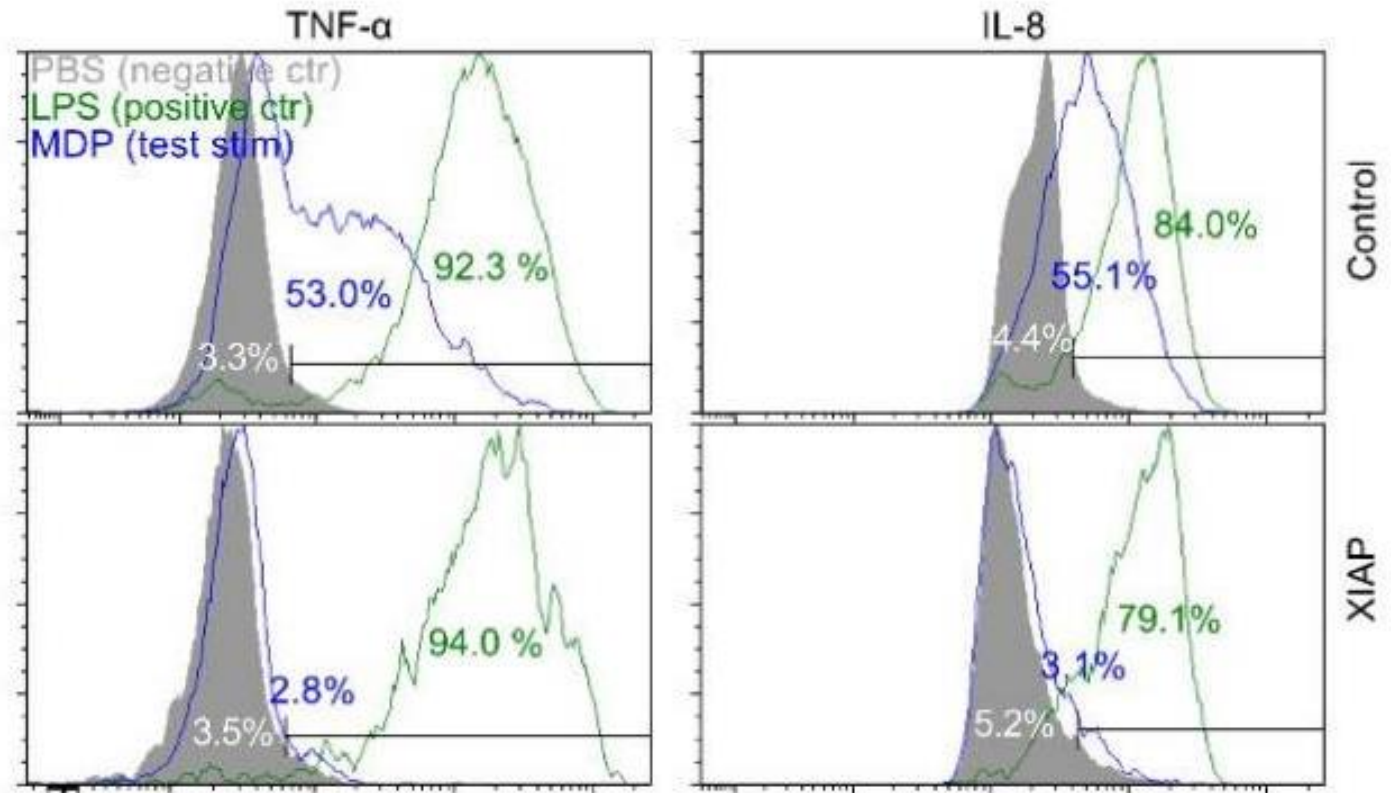 TNF-α
IL-8
PBS (negative ctr)
LPS (positive ctr)
MDP (test stim)
53.0%
92.3 %
3.3%
84.0%
55.1%
4.4%
Control
94.0 %
2.8%
3.5%
79.1%
3.1%
5.2%
XIAP